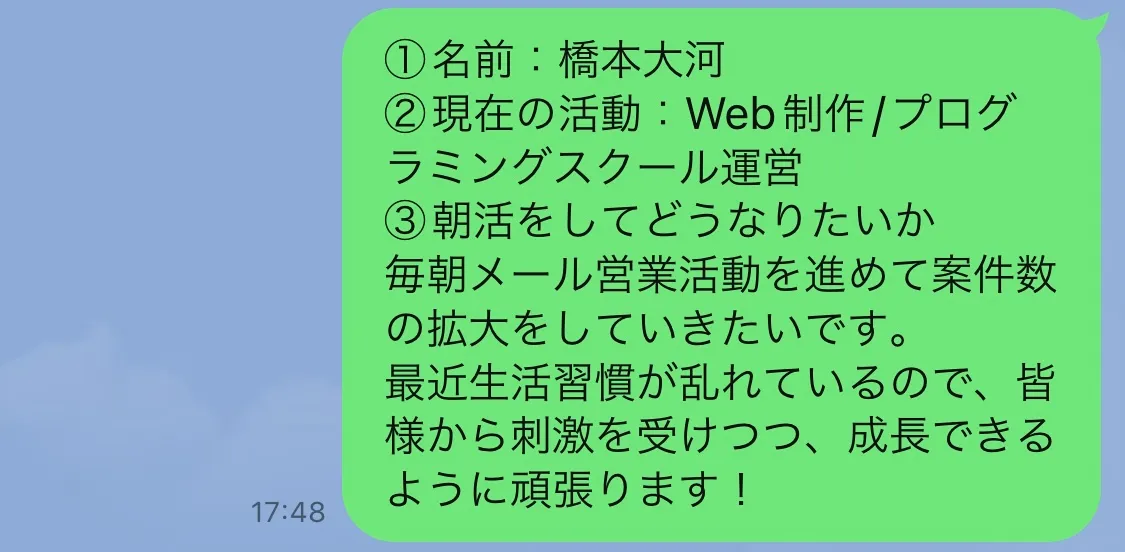 ①名前：橋本大河
②現在の活動：Web制作/プログ
ラミングスクール運営
③朝活をしてどうなりたいか
毎朝メール営業活動を進めて案件数
の拡大をしていきたいです。
最近生活習慣が乱れているので、皆
様から刺激を受けつつ、成長できる
ように頑張ります！
17:48